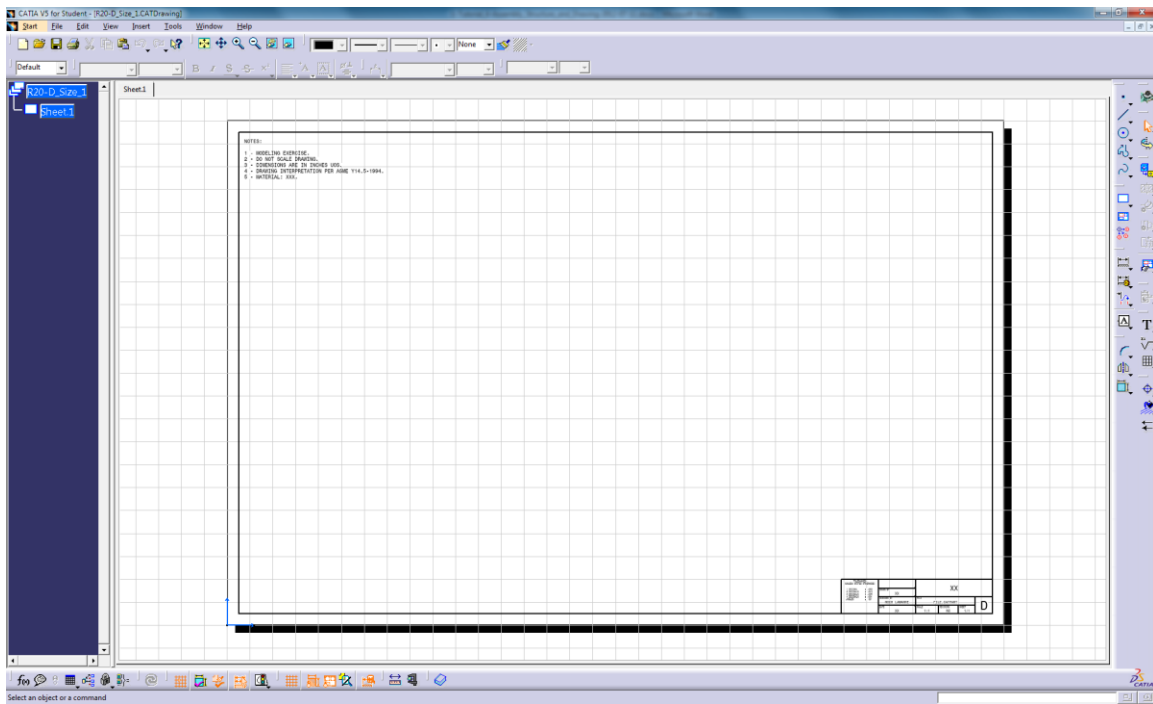 CATIA V5 for Student - [R20-D_Size_1.CATDrawing]
Start File Edit View Insert Tools Window Help
None
Default
R20-D_Size_1
Sheet.1
Sheet.1
NOTES:
1 - MODELING EXERCISE.
2 - DO NOT SCALE DRAWING.
3 - DIMENSIONS ARE IN INCHES UOS.
4 - DRAWING INTERPRETATION PER ASME Y14.5-1994.
5 - MATERIAL: XXX.
XX
D
CATIA
Select an object or a command